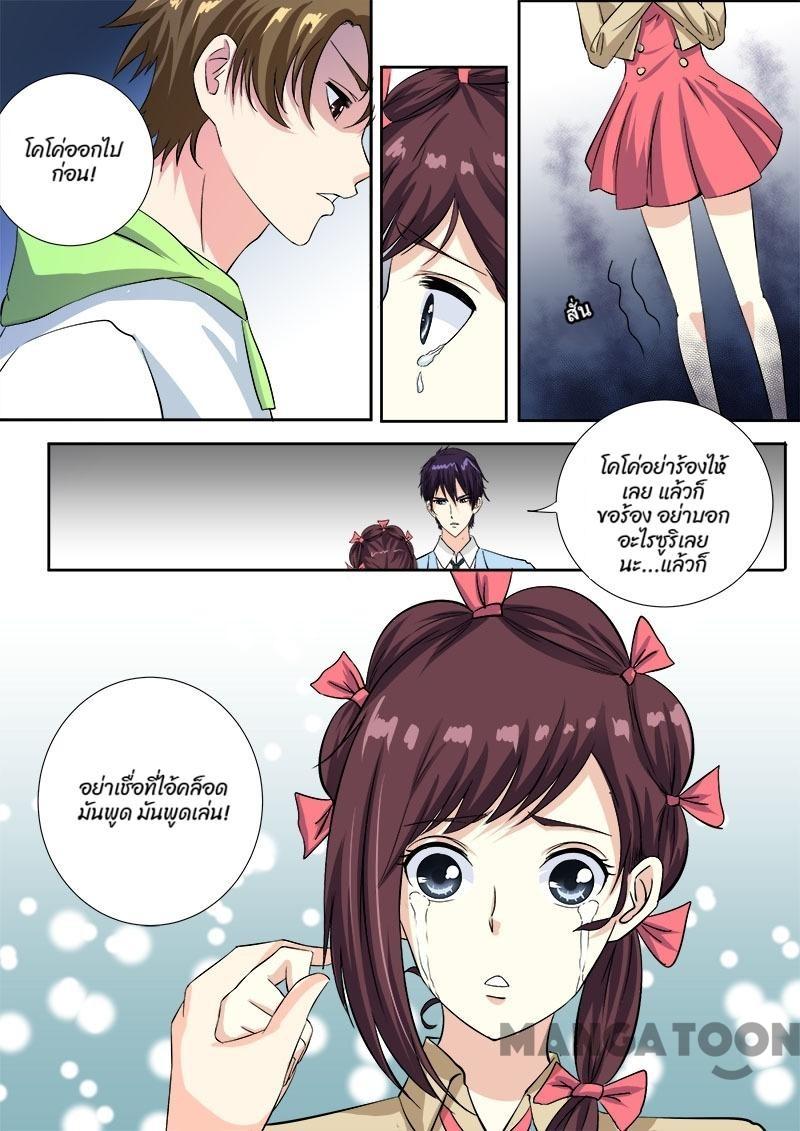 โคโค่ออกไป
ก่อน!
สั่น
โคโค่อย่าร้องไห้
เลย แล้วก็
ขอร้อง อย่าบอก
อะไรซูริเลย
นะ...แล้วก็
อย่าเชื่อที่ไอ้คล็อด
มันพูด มันพูดเล่น!
MANGATOON